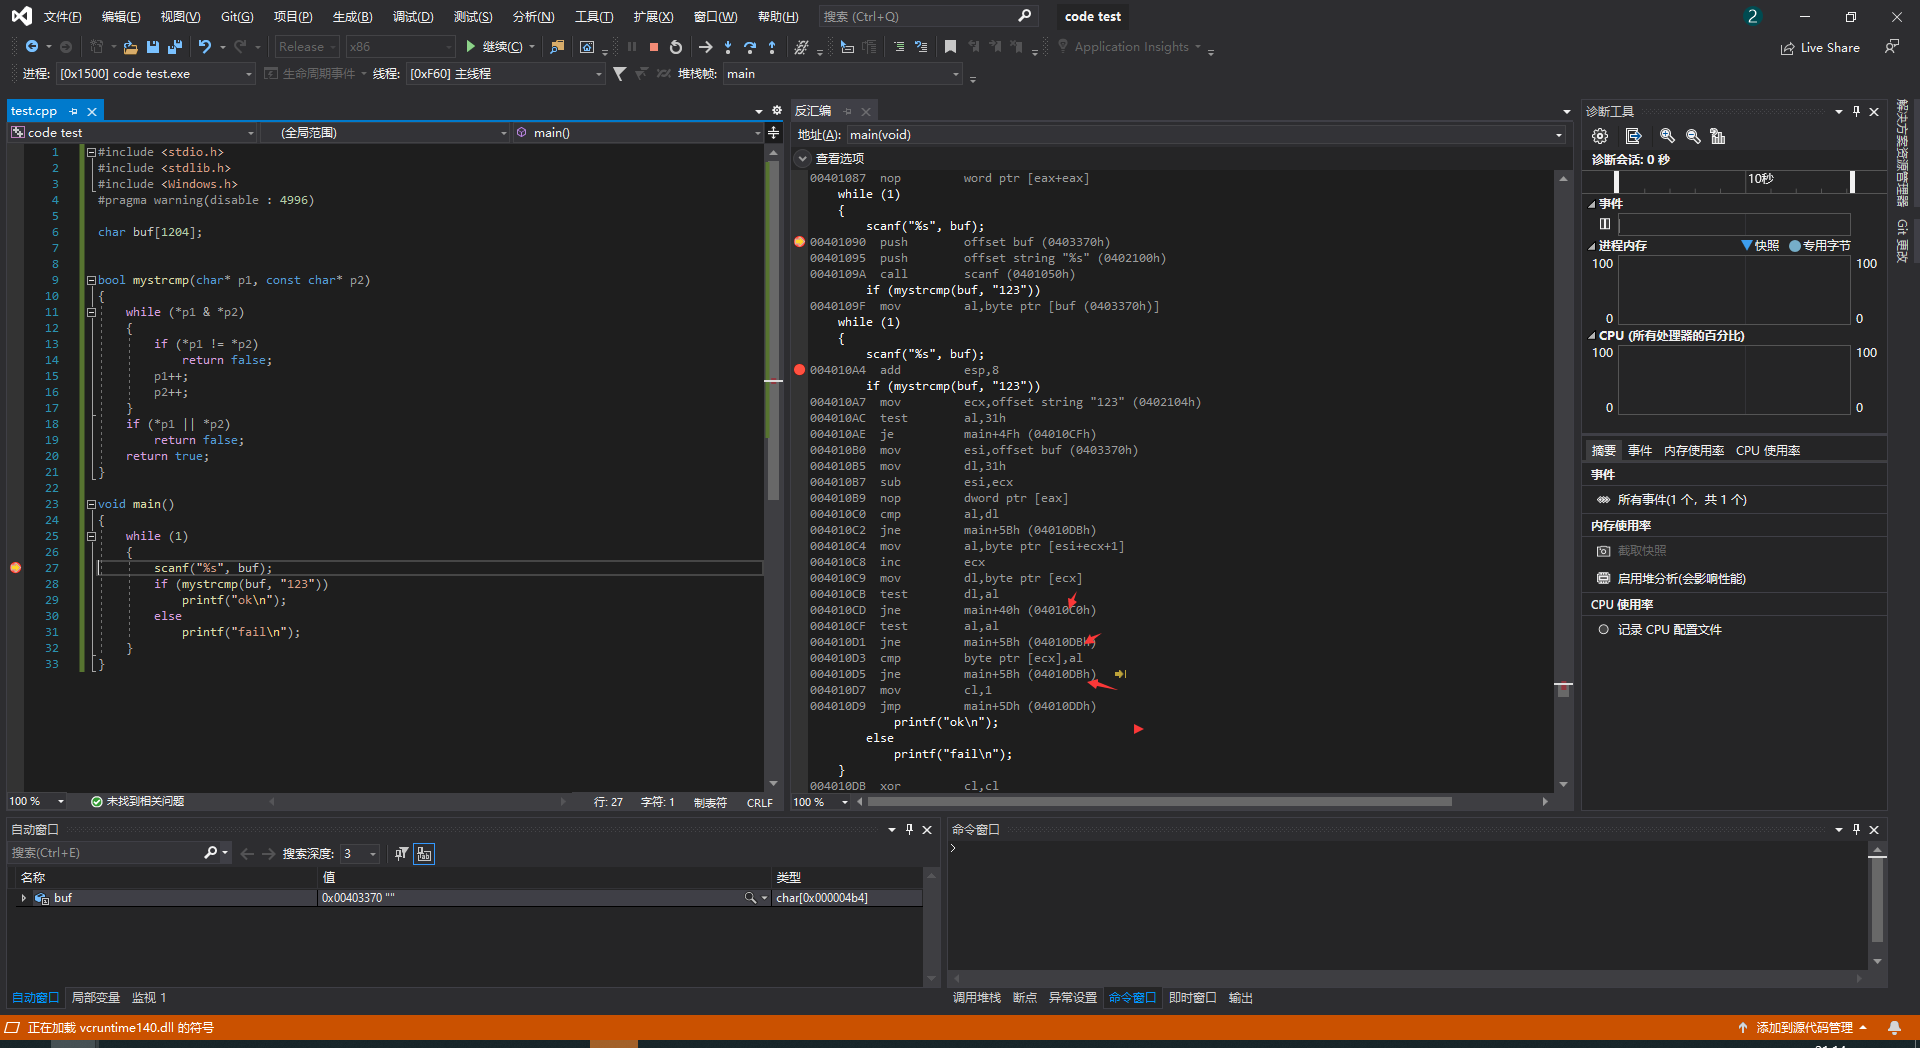 文件(F) 编辑(E) 视图(V) Git(G) 项目(P) 生成(B) 调试(D) 测试(S) 分析(N) 工具(T) 扩展(X) 窗口(W) 帮助(H) 搜索 (Ctrl+Q) code test 2
Release x86 继续(C) Application Insights Live Share
进程: [0x1500] code test.exe 生命周期事件 线程: [0xF60] 主线程 堆栈帧: main
test.cpp
code test (全局范围) main()
1 #include <stdio.h>
2 #include <stdlib.h>
3 #include <Windows.h>
4 #pragma warning(disable : 4996)
5
6 char buf[1204];
7
8
9 bool mystrcmp(char* p1, const char* p2)
10 {
11 while (*p1 & *p2)
12 {
13 if (*p1 != *p2)
14 return false;
15 p1++;
16 p2++;
17 }
18 if (*p1 || *p2)
19 return false;
20 return true;
21 }
22
23 void main()
24 {
25 while (1)
26 {
27 scanf("%s", buf);
28 if (mystrcmp(buf, "123"))
29 printf("ok\n");
30 else
31 printf("fail\n");
32 }
33 }
100 % 未找到相关问题 行: 27 字符: 1 制表符 CRLF
反汇编
地址(A): main(void)
查看选项
00401087 nop word ptr [eax+eax]
while (1)
{
scanf("%s", buf);
00401090 push offset buf (0403370h)
00401095 push offset string "%s" (0402100h)
0040109A call scanf (0401050h)
if (mystrcmp(buf, "123"))
0040109F mov al,byte ptr [buf (0403370h)]
while (1)
{
scanf("%s", buf);
004010A4 add esp,8
if (mystrcmp(buf, "123"))
004010A7 mov ecx,offset string "123" (0402104h)
004010AC test al,31h
004010AE je main+4Fh (04010CFh)
004010B0 mov esi,offset buf (0403370h)
004010B5 mov dl,31h
004010B7 sub esi,ecx
004010B9 nop dword ptr [eax]
004010C0 cmp al,dl
004010C2 jne main+5Bh (04010DBh)
004010C4 mov al,byte ptr [esi+ecx+1]
004010C8 inc ecx
004010C9 mov dl,byte ptr [ecx]
004010CB test dl,al
004010CD jne main+40h (04010C0h)
004010CF test al,al
004010D1 jne main+5Bh (04010DBh)
004010D3 cmp byte ptr [ecx],al
004010D5 jne main+5Bh (04010DBh)
004010D7 mov cl,1
004010D9 jmp main+5Dh (04010DDh)
printf("ok\n");
else
printf("fail\n");
}
004010DB xor cl,cl
100 %
诊断工具
诊断会话: 0 秒
10秒
事件
进程内存 快照 专用字节
100 100
0 0
CPU (所有处理器的百分比)
100 100
0 0
摘要 事件 内存使用率 CPU 使用率
事件
所有事件(1 个，共 1 个)
内存使用率
截取快照
启用堆分析(会影响性能)
CPU 使用率
记录 CPU 配置文件
解决方案资源管理器
Git 更改
自动窗口
搜索(Ctrl+E) 搜索深度: 3
名称 值 类型
buf 0x00403370 "" char[0x000004b4]
自动窗口 局部变量 监视 1
命令窗口
>
调用堆栈 断点 异常设置 命令窗口 即时窗口 输出
正在加载 vcruntime140.dll 的符号 添加到源代码管理